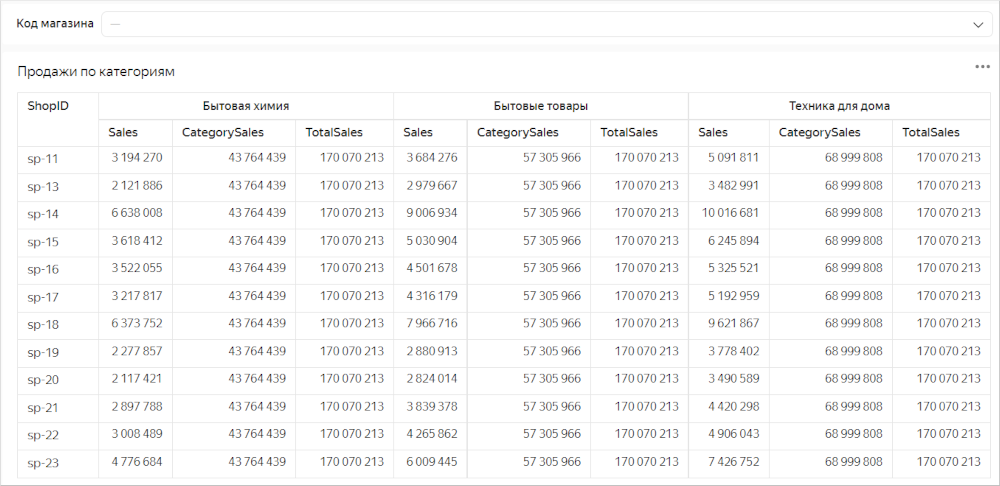 Код магазина —
Продажи по категориям
ShopID Бытовая химия Бытовые товары Техника для дома
Sales CategorySales TotalSales Sales CategorySales TotalSales Sales CategorySales TotalSales
sp-11 3 194 270 43 764 439 170 070 213 3 684 276 57 305 966 170 070 213 5 091 811 68 999 808 170 070 213
sp-13 2 121 886 43 764 439 170 070 213 2 979 667 57 305 966 170 070 213 3 482 991 68 999 808 170 070 213
sp-14 6 638 008 43 764 439 170 070 213 9 006 934 57 305 966 170 070 213 10 016 681 68 999 808 170 070 213
sp-15 3 618 412 43 764 439 170 070 213 5 030 904 57 305 966 170 070 213 6 245 894 68 999 808 170 070 213
sp-16 3 522 055 43 764 439 170 070 213 4 501 678 57 305 966 170 070 213 5 325 521 68 999 808 170 070 213
sp-17 3 217 817 43 764 439 170 070 213 4 316 179 57 305 966 170 070 213 5 192 959 68 999 808 170 070 213
sp-18 6 373 752 43 764 439 170 070 213 7 966 716 57 305 966 170 070 213 9 621 867 68 999 808 170 070 213
sp-19 2 277 857 43 764 439 170 070 213 2 880 913 57 305 966 170 070 213 3 778 402 68 999 808 170 070 213
sp-20 2 117 421 43 764 439 170 070 213 2 824 014 57 305 966 170 070 213 3 490 589 68 999 808 170 070 213
sp-21 2 897 788 43 764 439 170 070 213 3 839 378 57 305 966 170 070 213 4 420 298 68 999 808 170 070 213
sp-22 3 008 489 43 764 439 170 070 213 4 265 862 57 305 966 170 070 213 4 906 043 68 999 808 170 070 213
sp-23 4 776 684 43 764 439 170 070 213 6 009 445 57 305 966 170 070 213 7 426 752 68 999 808 170 070 213